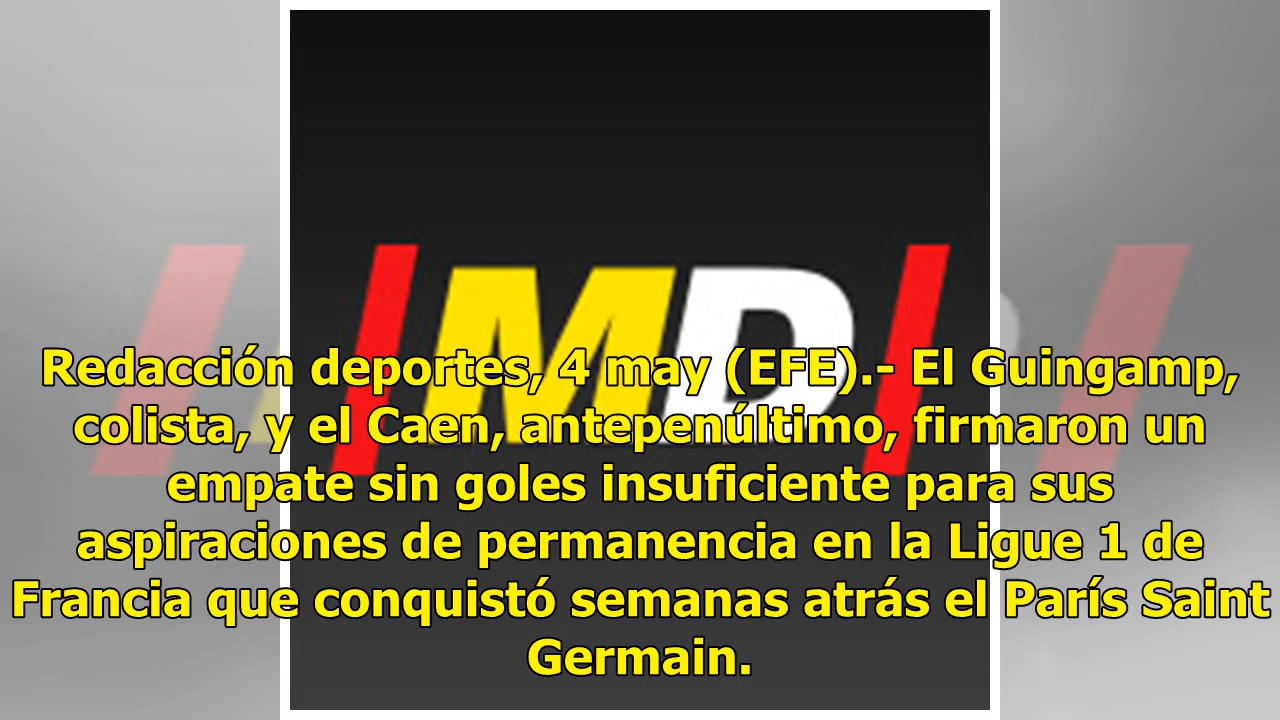 MD
Redacción deportes, 4 may (EFE).- El Guingamp,
colista, y el Caen, antepenúltimo, firmaron un
empate sin goles insuficiente para sus
aspiraciones de permanencia en la Ligue 1 de
Francia que conquistó semanas atrás el París Saint
Germain.